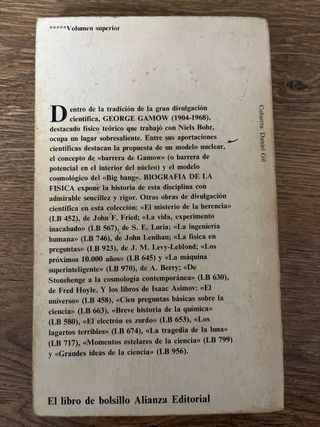 *****Volumen superior
Dentro de la tradición de la gran divulgación
científica, GEORGE GAMOW (1904-1968),
destacado físico teórico que trabajó con Niels Bohr,
ocupa un lugar sobresaliente. Entre sus aportaciones
científicas destacan la propuesta de un modelo nuclear,
el concepto de «barrera de Gamow» (o barrera de
potencial en el interior del núcleo) y el modelo
cosmológico del «Big bang». BIOGRAFIA DE LA
FISICA expone la historia de esta disciplina con
admirable sencillez y rigor. Otras obras de divulgación
científica en esta colección: «El misterio de la herencia»
(LB 452), de John F. Fried; «La vida, experimento
inacabado» (LB 567), de S. E. Luria; «La ingeniería
humana» (LB 746), de John Lenihan; «La física en
preguntas» (LB 923), de J. M. Levy-Leblond; «Los
próximos 10.000 años» (LB 645) y «La máquina
superinteligente» (LB 970), de A. Berry; «De
Stonehenge a la cosmología contemporánea» (LB 630),
de Fred Hoyle. Y los libros de Isaac Asimov: «El
universo» (LB 458), «Cien preguntas básicas sobre la
ciencia» (LB 663), «Breve historia de la química»
(LB 580), «El electrón es zurdo» (LB 653), «Los
lagartos terribles» (LB 674), «La tragedia de la luna»
(LB 717), «Momentos estelares de la ciencia» (LB 799)
y «Grandes ideas de la ciencia» (LB 956).
El libro de bolsillo Alianza Editorial
Cubierta: Daniel Gil